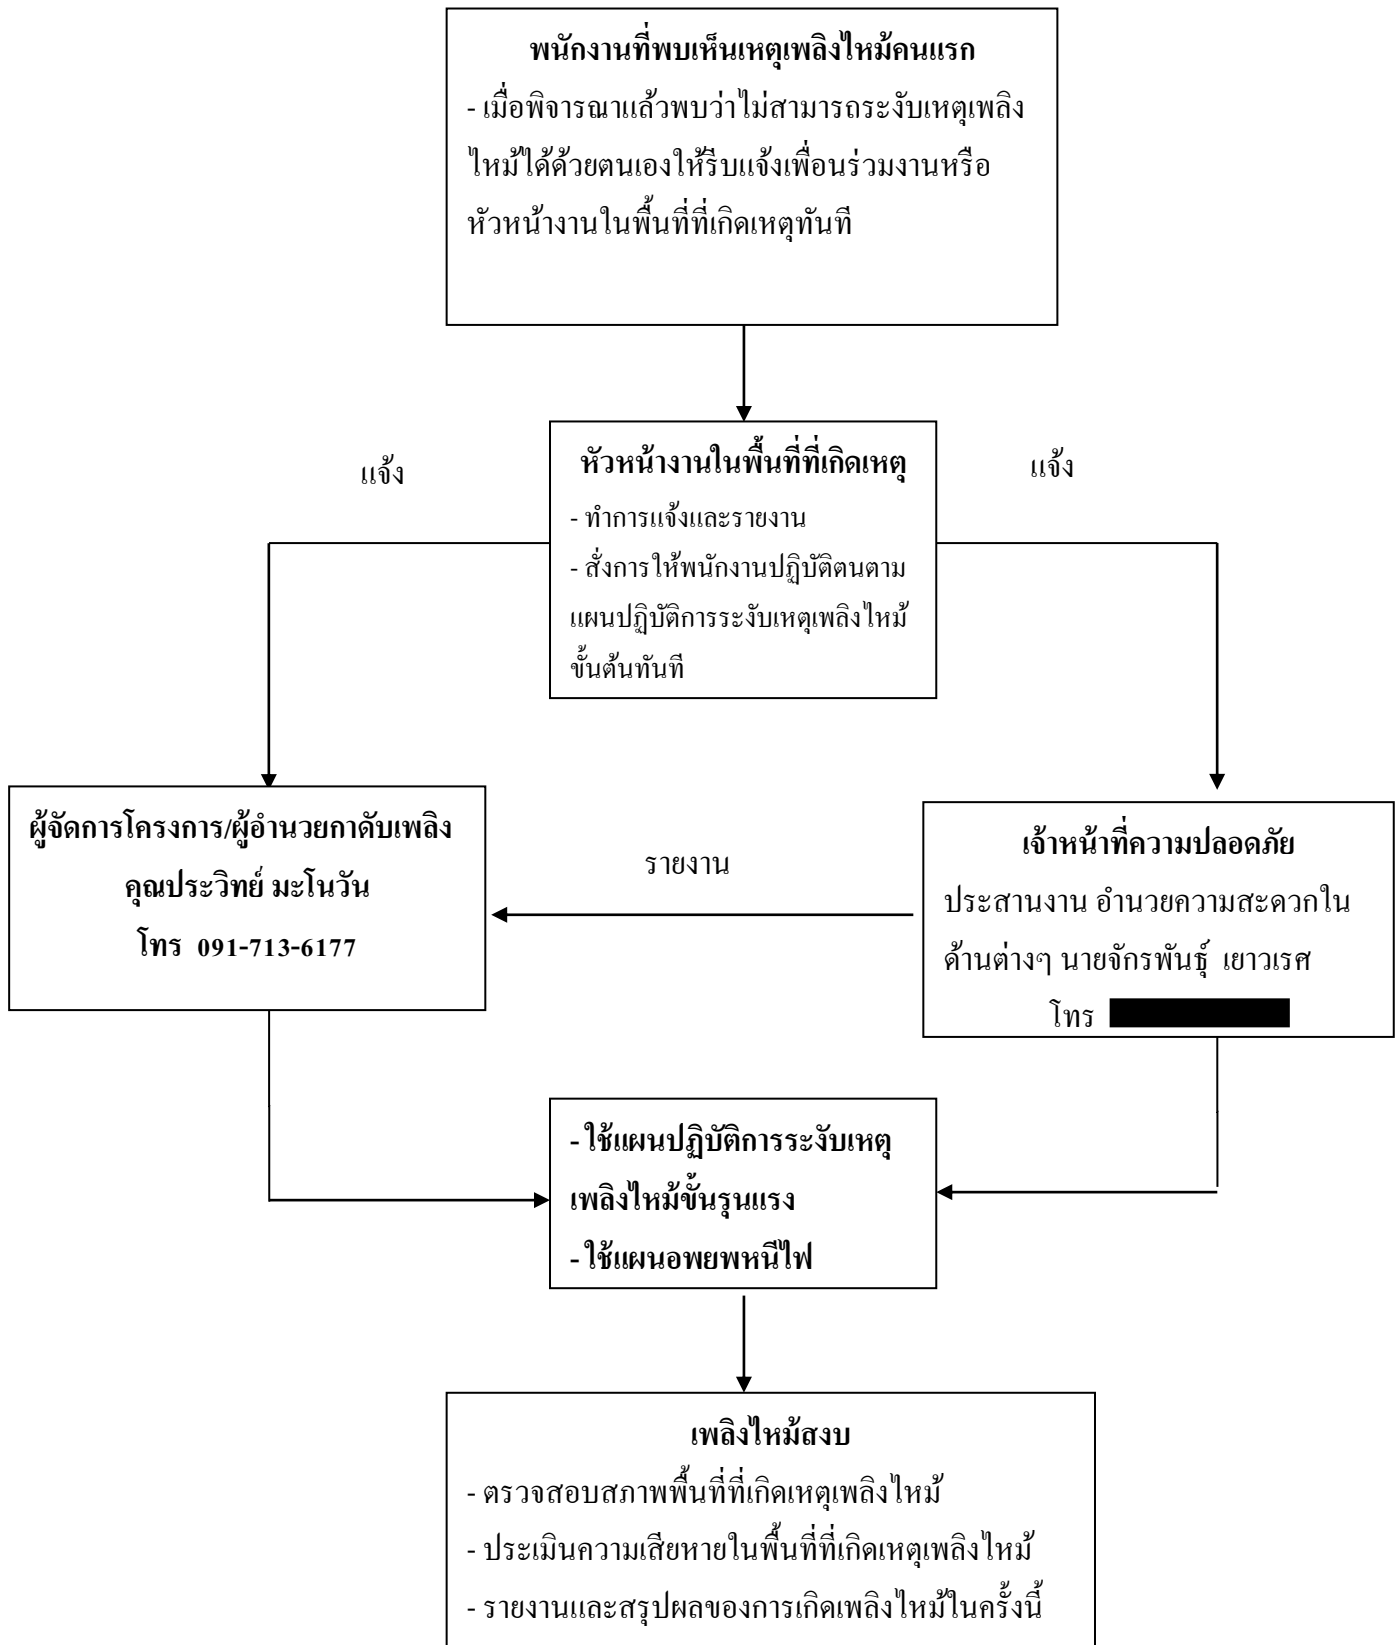 พนักงานที่พบเห็นเหตุเพลิงไหม้คนแรก
- เมื่อพิจารณาแล้วพบว่าไม่สามารถระงับเหตุเพลิง
ไหม้ได้ด้วยตนเองให้รีบแจ้งเพื่อนร่วมงานหรือ
หัวหน้างานในพื้นที่ที่เกิดเหตุทันที
แจ้ง
หัวหน้างานในพื้นที่ที่เกิดเหตุ
- ทำการแจ้งและรายงาน
- สั่งการให้พนักงานปฏิบัติตนตาม
แผนปฏิบัติการระงับเหตุเพลิงไหม้
ขั้นต้นทันที
แจ้ง
ผู้จัดการโครงการ/ผู้อำนวยกาดับเพลิง
คุณประวิทย์ มะโนวัน
โทร 091-713-6177
รายงาน
เจ้าหน้าที่ความปลอดภัย
ประสานงาน อำนวยความสะดวกใน
ด้านต่างๆ นายจักรพันธุ์ เยาวเรศ
โทร
- ใช้แผนปฏิบัติการระงับเหตุ
เพลิงไหม้ขั้นรุนแรง
- ใช้แผนอพยพหนีไฟ
เพลิงไหม้สงบ
- ตรวจสอบสภาพพื้นที่ที่เกิดเหตุเพลิงไหม้
- ประเมินความเสียหายในพื้นที่ที่เกิดเหตุเพลิงไหม้
- รายงานและสรุปผลของการเกิดเพลิงไหม้ในครั้งนี้